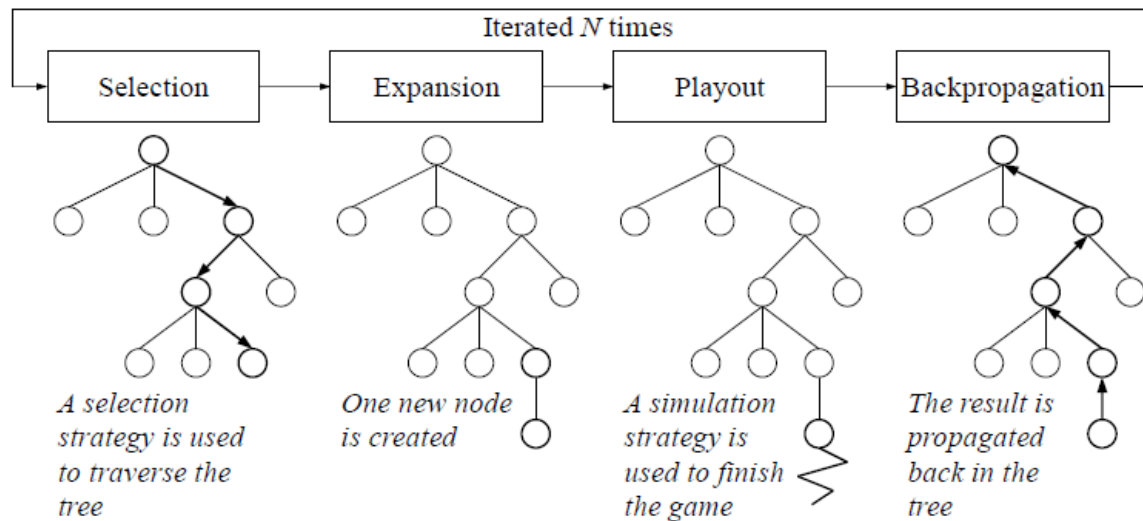 Iterated N times
Selection
Expansion
Playout
Backpropagation
A selection
strategy is used
to traverse the
tree
One new node
is created
A simulation
strategy is
used to finish
the game
The result is
propagated
back in the
tree